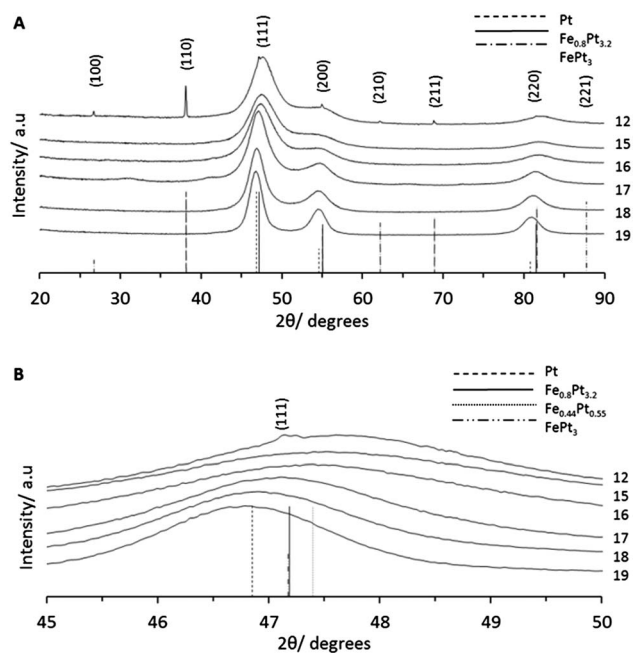 A
Pt
Fe0.8Pt3.2
FePt3
(100)
(110)
(111)
(200)
(210)
(211)
(220)
(221)
12
15
16
17
18
19
Intensity/ a.u
20 30 40 50 60 70 80 90
2θ/ degrees
B
Pt
Fe0.8Pt3.2
Fe0.44Pt0.55
FePt3
(111)
12
15
16
17
18
19
Intensity/ a.u
45 46 47 48 49 50
2θ/ degrees